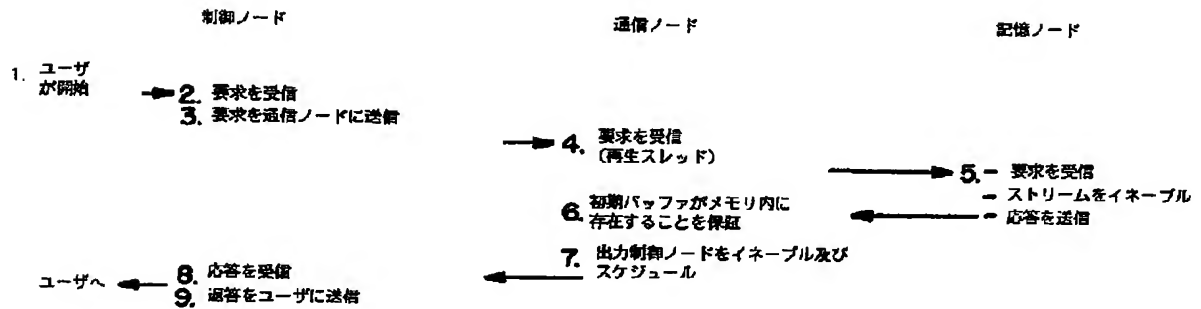 制御ノード
通信ノード
記憶ノード
1. ユーザ
が開始
2. 要求を受信
3. 要求を通信ノードに送信
4. 要求を受信
(再生スレッド)
5. － 要求を受信
－ ストリームをイネーブル
－ 応答を送信
6. 初期バッファがメモリ内に
存在することを保証
7. 出力制御ノードをイネーブル及び
スケジュール
8. 応答を受信
9. 返答をユーザに送信
ユーザへ